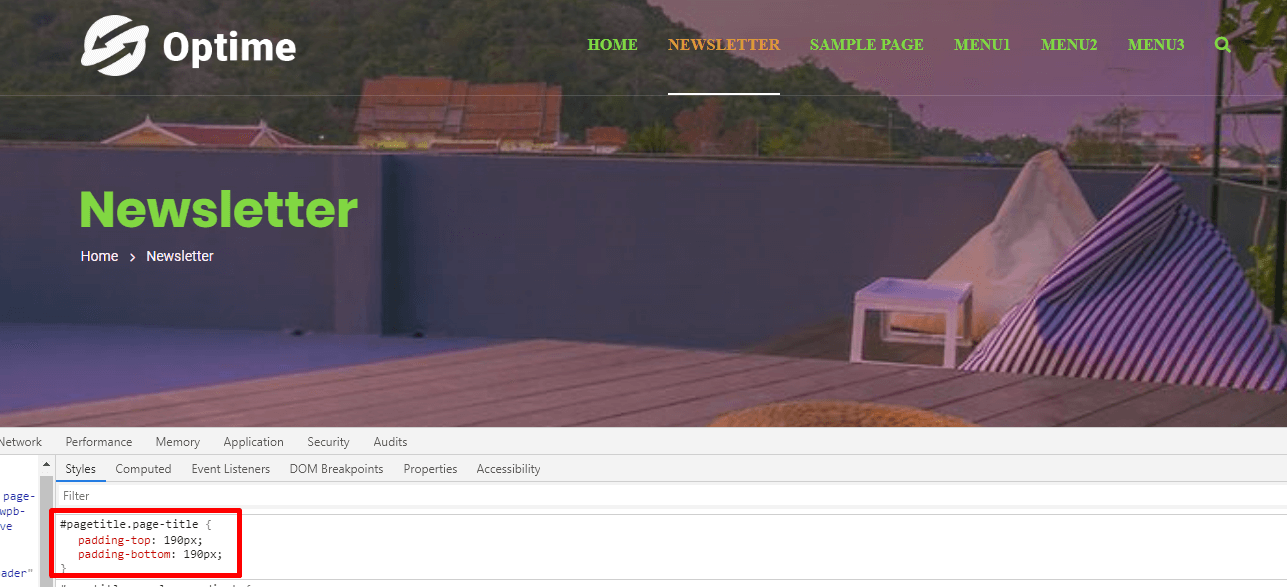 Optime
HOME NEWSLETTER SAMPLE PAGE MENU1 MENU2 MENU3
Newsletter
Home > Newsletter
Network Performance Memory Application Security Audits
Styles Computed Event Listeners DOM Breakpoints Properties Accessibility
Filter
page-
wpb-
ve
ader"
#pagetitle.page-title {
padding-top: 190px;
padding-bottom: 190px;
}